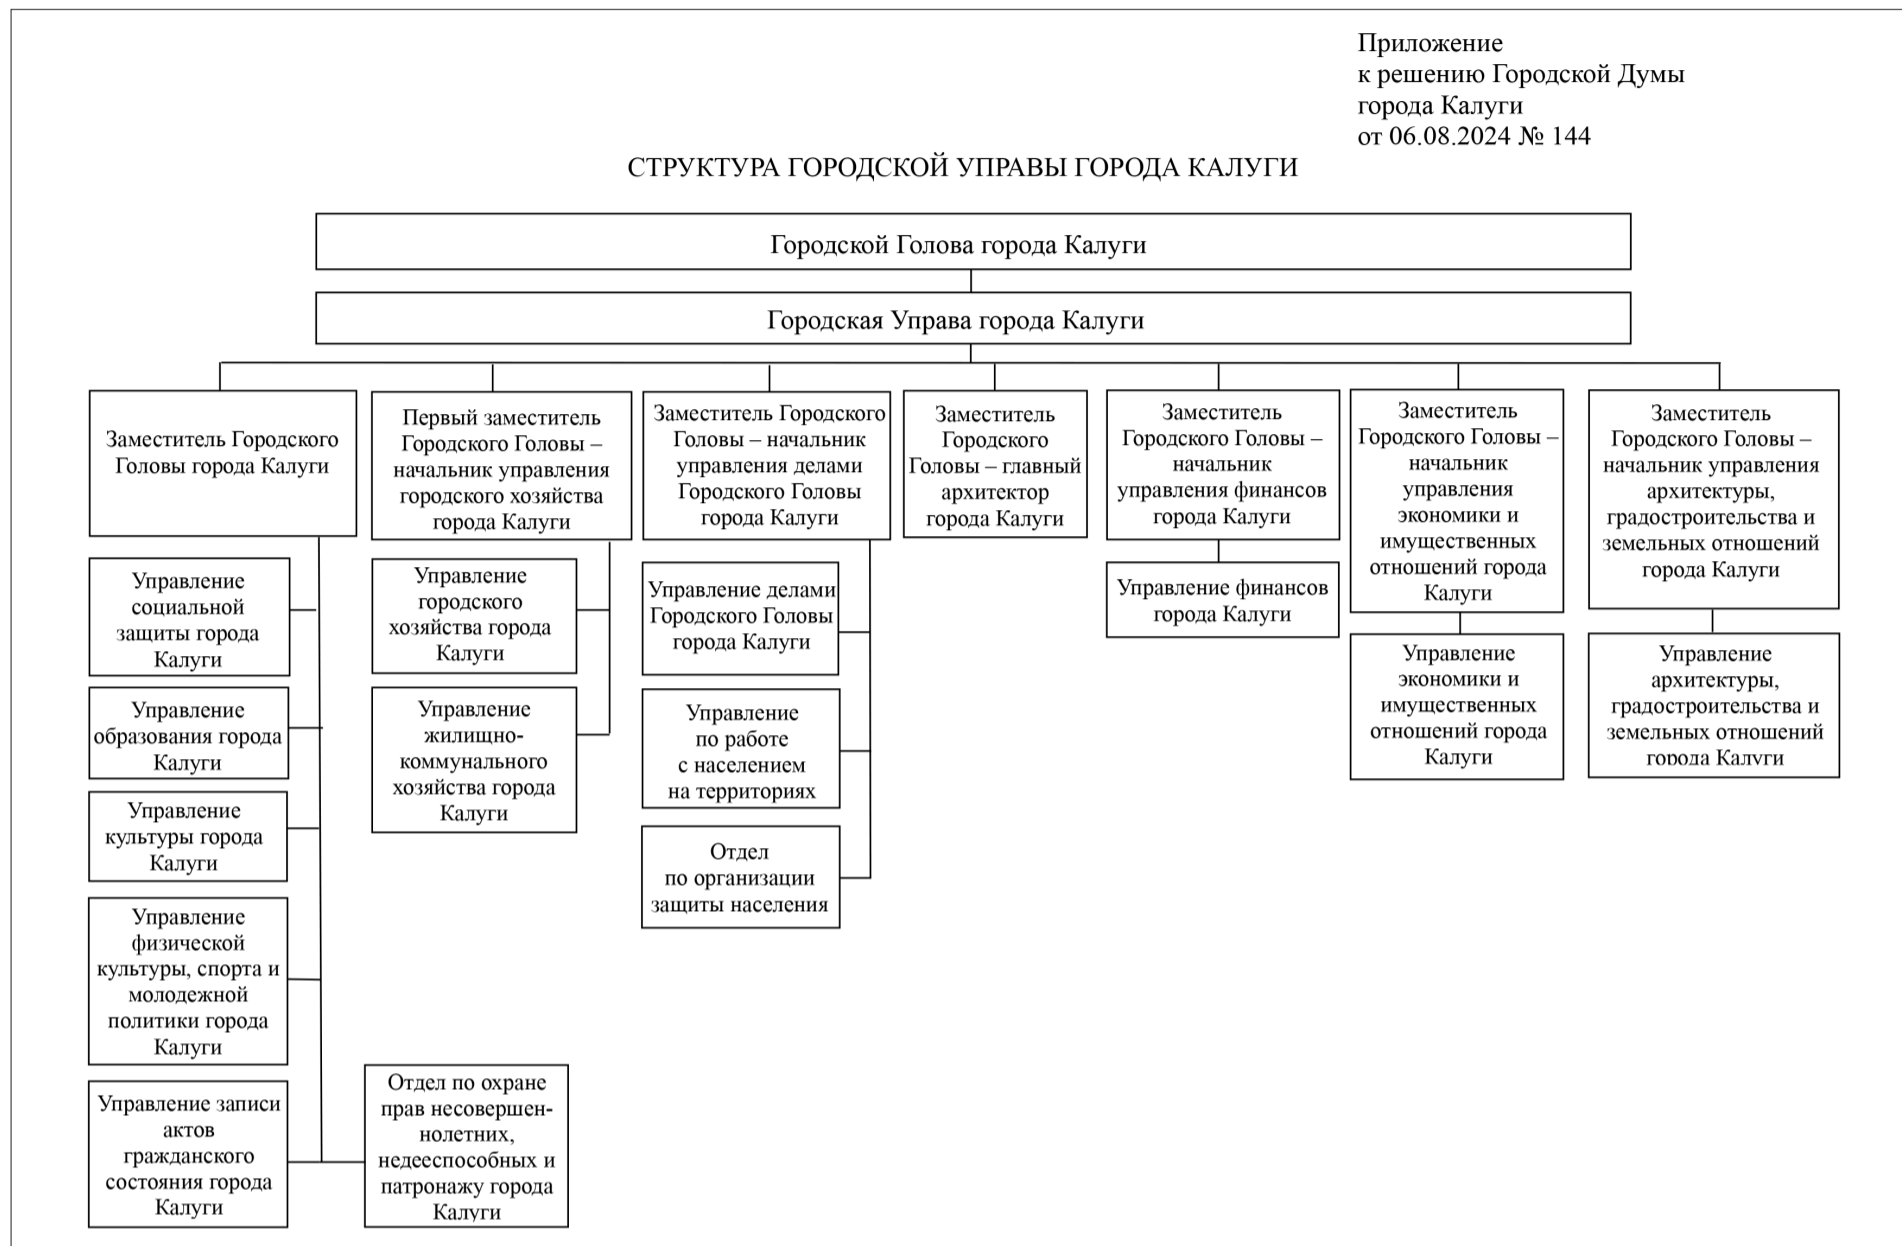 Приложение
к решению Городской Думы
города Калуги
от 06.08.2024 № 144
СТРУКТУРА ГОРОДСКОЙ УПРАВЫ ГОРОДА КАЛУГИ
Городской Голова города Калуги
Городская Управа города Калуги
Заместитель Городского
Головы города Калуги
Первый заместитель
Городского Головы –
начальник управления
городского хозяйства
города Калуги
Заместитель Городского
Головы – начальник
управления делами
Городского Головы
города Калуги
Заместитель
Городского
Головы – главный
архитектор
города Калуги
Заместитель
Городского Головы –
начальник
управления финансов
города Калуги
Заместитель
Городского Головы –
начальник
управления
экономики и
имущественных
отношений города
Калуги
Заместитель
Городского Головы –
начальник управления
архитектуры,
градостроительства и
земельных отношений
города Калуги
Управление
социальной
защиты города
Калуги
Управление
образования города
Калуги
Управление
культуры города
Калуги
Управление
физической
культуры, спорта и
молодежной
политики города
Калуги
Управление записи
актов
гражданского
состояния города
Калуги
Отдел по охране
прав несовершен-
нолетних,
недееспособных и
патронажу города
Калуги
Управление
городского
хозяйства города
Калуги
Управление
жилищно-
коммунального
хозяйства города
Калуги
Управление делами
Городского Головы
города Калуги
Управление
по работе
с населением
на территориях
Отдел
по организации
защиты населения
Управление финансов
города Калуги
Управление
экономики и
имущественных
отношений города
Калуги
Управление
архитектуры,
градостроительства и
земельных отношений
города Калуги